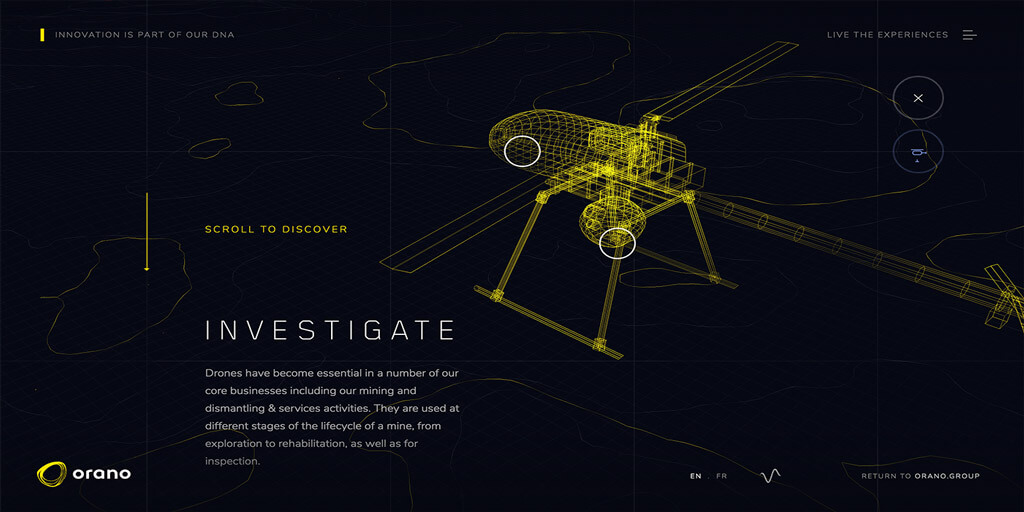 INNOVATION IS PART OF OUR DNA
LIVE THE EXPERIENCES
SCROLL TO DISCOVER
INVESTIGATE
Drones have become essential in a number of our
core businesses including our mining and
dismantling & services activities. They are used at
different stages of the lifecycle of a mine, from
exploration to rehabilitation, as well as for
inspection.
orano
EN . FR
RETURN TO ORANO.GROUP